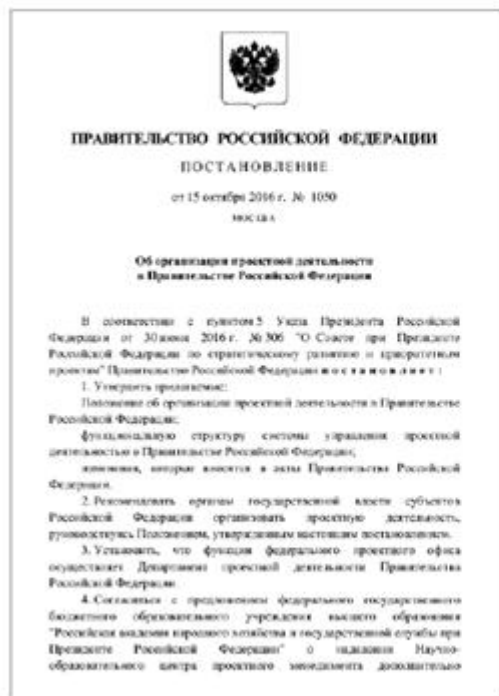 ПРАВИТЕЛЬСТВО РОССИЙСКОЙ ФЕДЕРАЦИИ
ПОСТАНОВЛЕНИЕ
от 15 октября 2016 г. № 1050
МОСКВА
Об организации проектной деятельности
в Правительстве Российской Федерации
В соответствии с пунктом 5 Указа Президента Российской
Федерации от 30 июня 2016 г. № 306 "О Совете при Президенте
Российской Федерации по стратегическому развитию и приоритетным
проектам" Правительство Российской Федерации постановляет:
1. Утвердить прилагаемые:
Положение об организации проектной деятельности в Правительстве
Российской Федерации;
функциональную структуру системы управления проектной
деятельностью в Правительстве Российской Федерации;
изменения, которые вносятся в акты Правительства Российской
Федерации.
2. Рекомендовать органам государственной власти субъектов
Российской Федерации организовать проектную деятельность,
руководствуясь Положением, утвержденным настоящим постановлением.
3. Установить, что функции федерального проектного офиса
осуществляет Департамент проектной деятельности Правительства
Российской Федерации.
4. Согласиться с предложением федерального государственного
бюджетного образовательного учреждения высшего образования
"Российская академия народного хозяйства и государственной службы при
Президенте Российской Федерации" о наделении Научно-
образовательного центра проектного менеджмента дополнительно